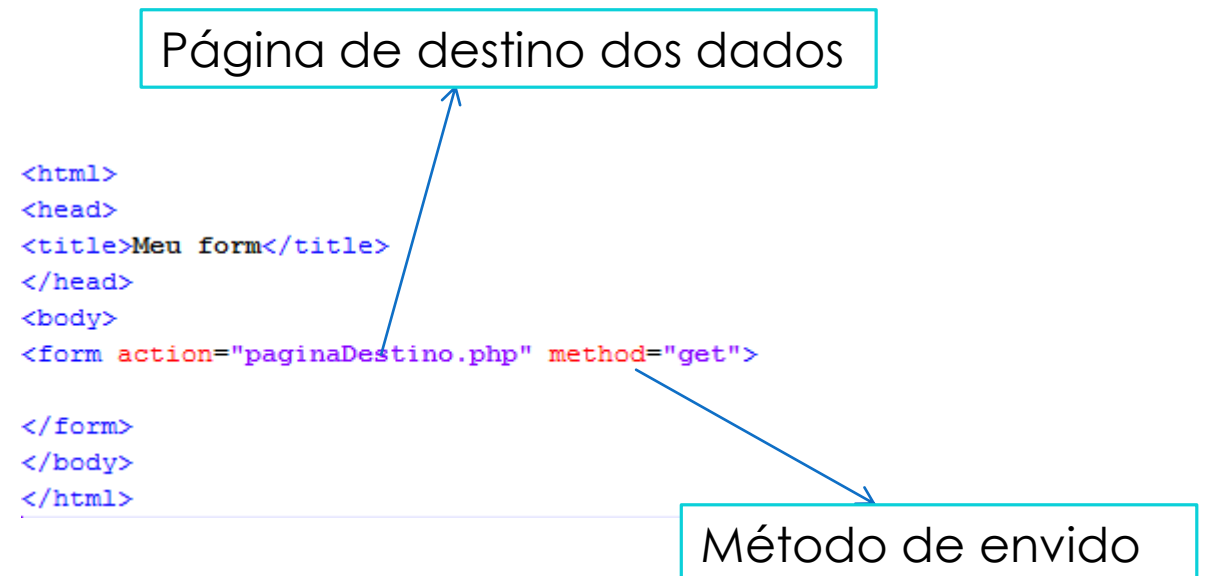 Página de destino dos dados
<html>
<head>
<title>Meu form</title>
</head>
<body>
<form action="paginaDestino.php" method="get">
</form>
</body>
</html>
Método de envido